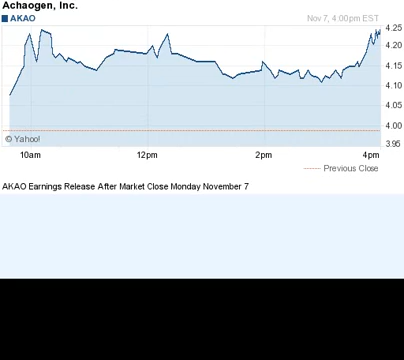 Achaogen, Inc.
AKAO
Nov 7, 4:00pm EST
4.25
4.20
4.15
4.10
4.05
4.00
3.95
© Yahoo!
10am 12pm 2pm 4pm
Previous Close
AKAO Earnings Release After Market Close Monday November 7